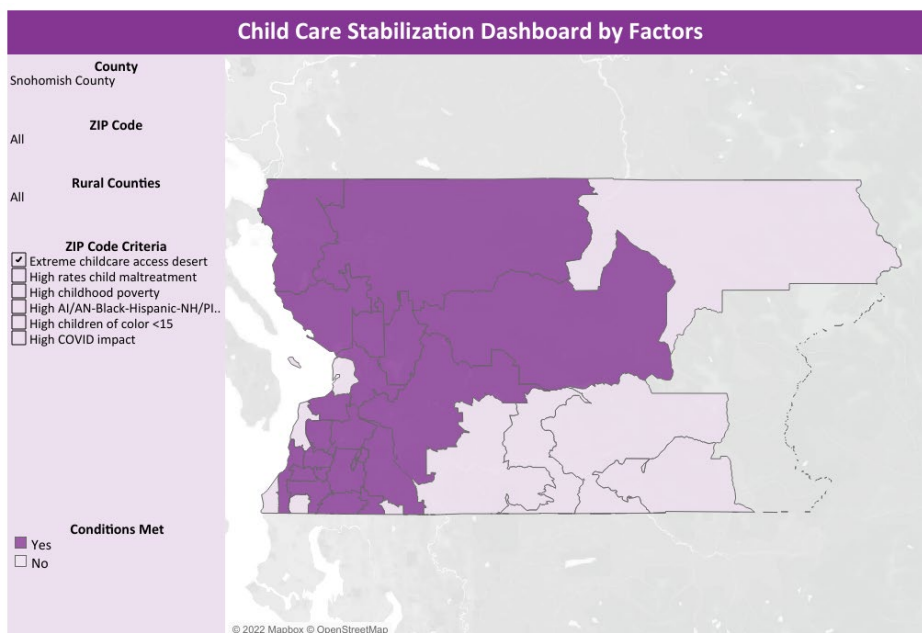 Child Care Stabilization Dashboard by Factors
County
Snohomish County
ZIP Code
All
Rural Counties
All
ZIP Code Criteria
Extreme childcare access desert
High rates child maltreatment
High childhood poverty
High AI/AN-Black-Hispanic-NH/PI..
High children of color <15
High COVID impact
Conditions Met
Yes
No
© 2022 Mapbox © OpenStreetMap